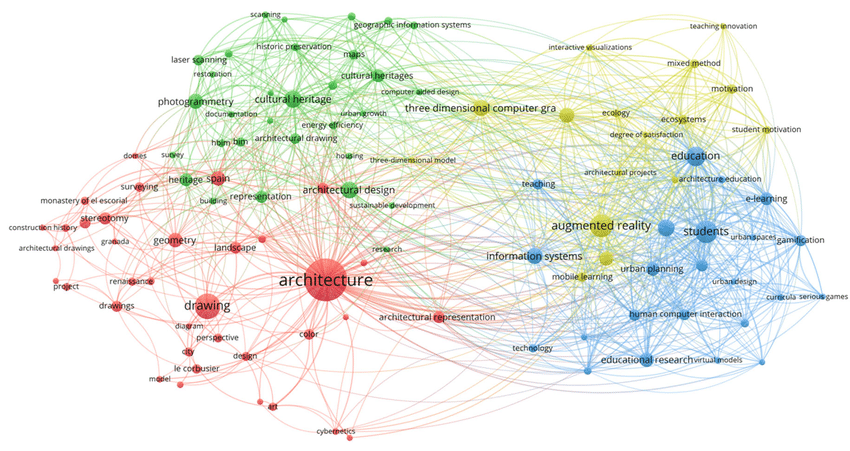 scanning
geographic information systems
teaching innovation
historic preservation
maps
interactive visualizations
laser scanning
mixed method
restoration
cultural heritages
computer aided design
motivation
photogrammetry
cultural heritage
three dimensional computer gra
documentation
urban growth
ecology
ecosystems
energy efficiency
student motivation
degree of satisfaction
hbim
bim
architectural drawing
domes
survey
housing
three-dimensional model
education
architectural projects
heritage
spain
architecture education
surveying
architectural design
teaching
monastery of el escorial
building
representation
e-learning
sustainable development
stereotomy
construction history
augmented reality
students
granada
geometry
urban spaces
gamification
architectural drawings
landscape
research
information systems
urban planning
mobile learning
architecture
renaissance
project
urban design
curricula
serious games
drawings
drawing
architectural representation
human computer interaction
diagram
perspective
color
city
design
technology
le corbusier
educational research
virtual models
model
art
cybernetics